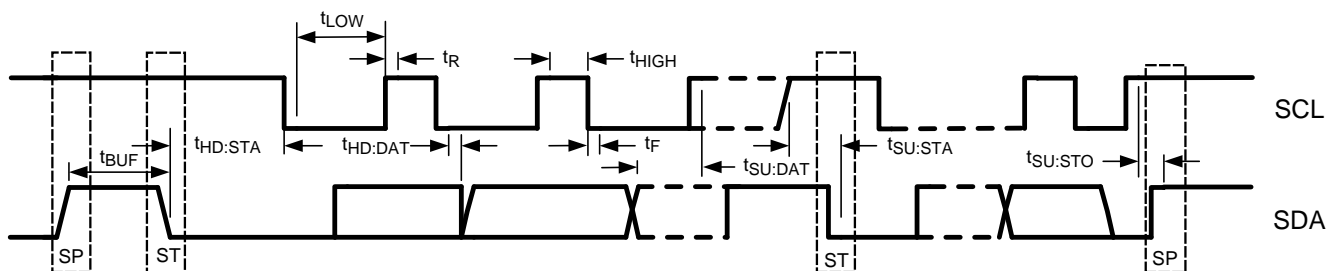 tLOW
tR
tHIGH
SCL
tHD:STA
tHD:DAT
tF
tSU:STA
tBUF
tSU:DAT
tSU:STO
SDA
SP
ST
ST
SP